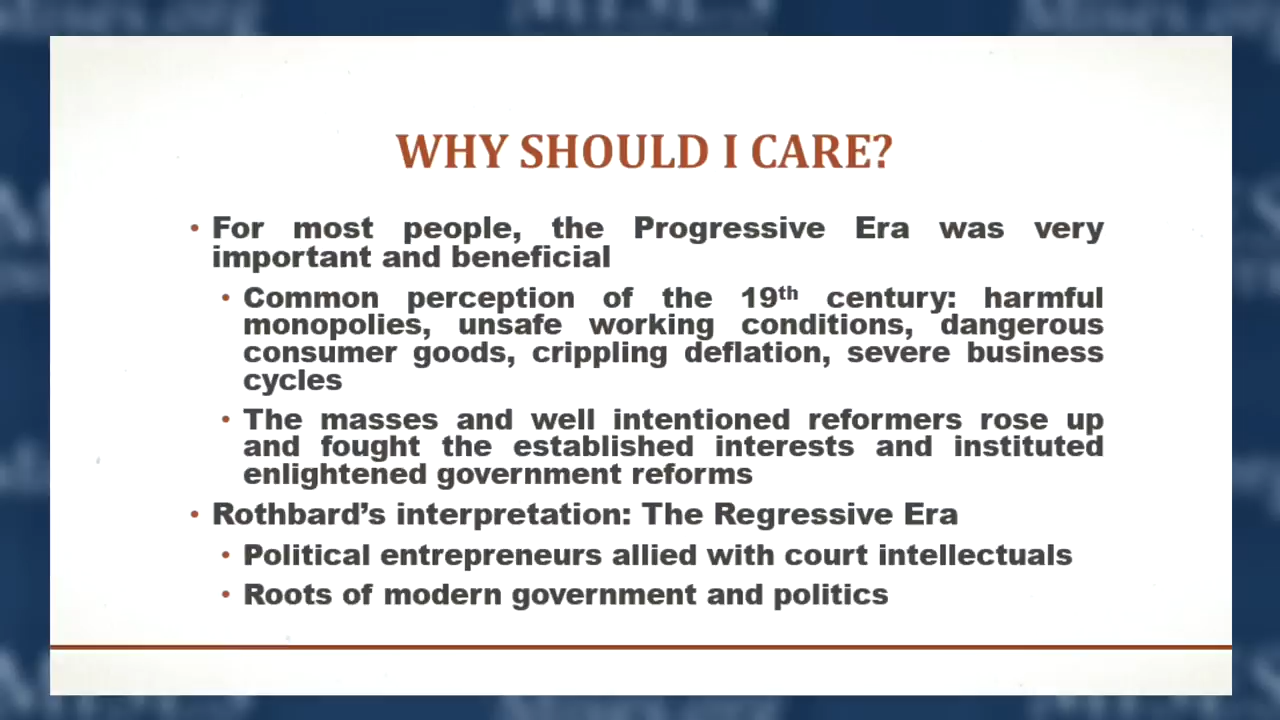 WHY SHOULD I CARE?
• For most people, the Progressive Era was very
important and beneficial
• Common perception of the 19th century: harmful
monopolies, unsafe working conditions, dangerous
consumer goods, crippling deflation, severe business
cycles
• The masses and well intentioned reformers rose up
and fought the established interests and instituted
enlightened government reforms
• Rothbard’s interpretation: The Regressive Era
• Political entrepreneurs allied with court intellectuals
• Roots of modern government and politics